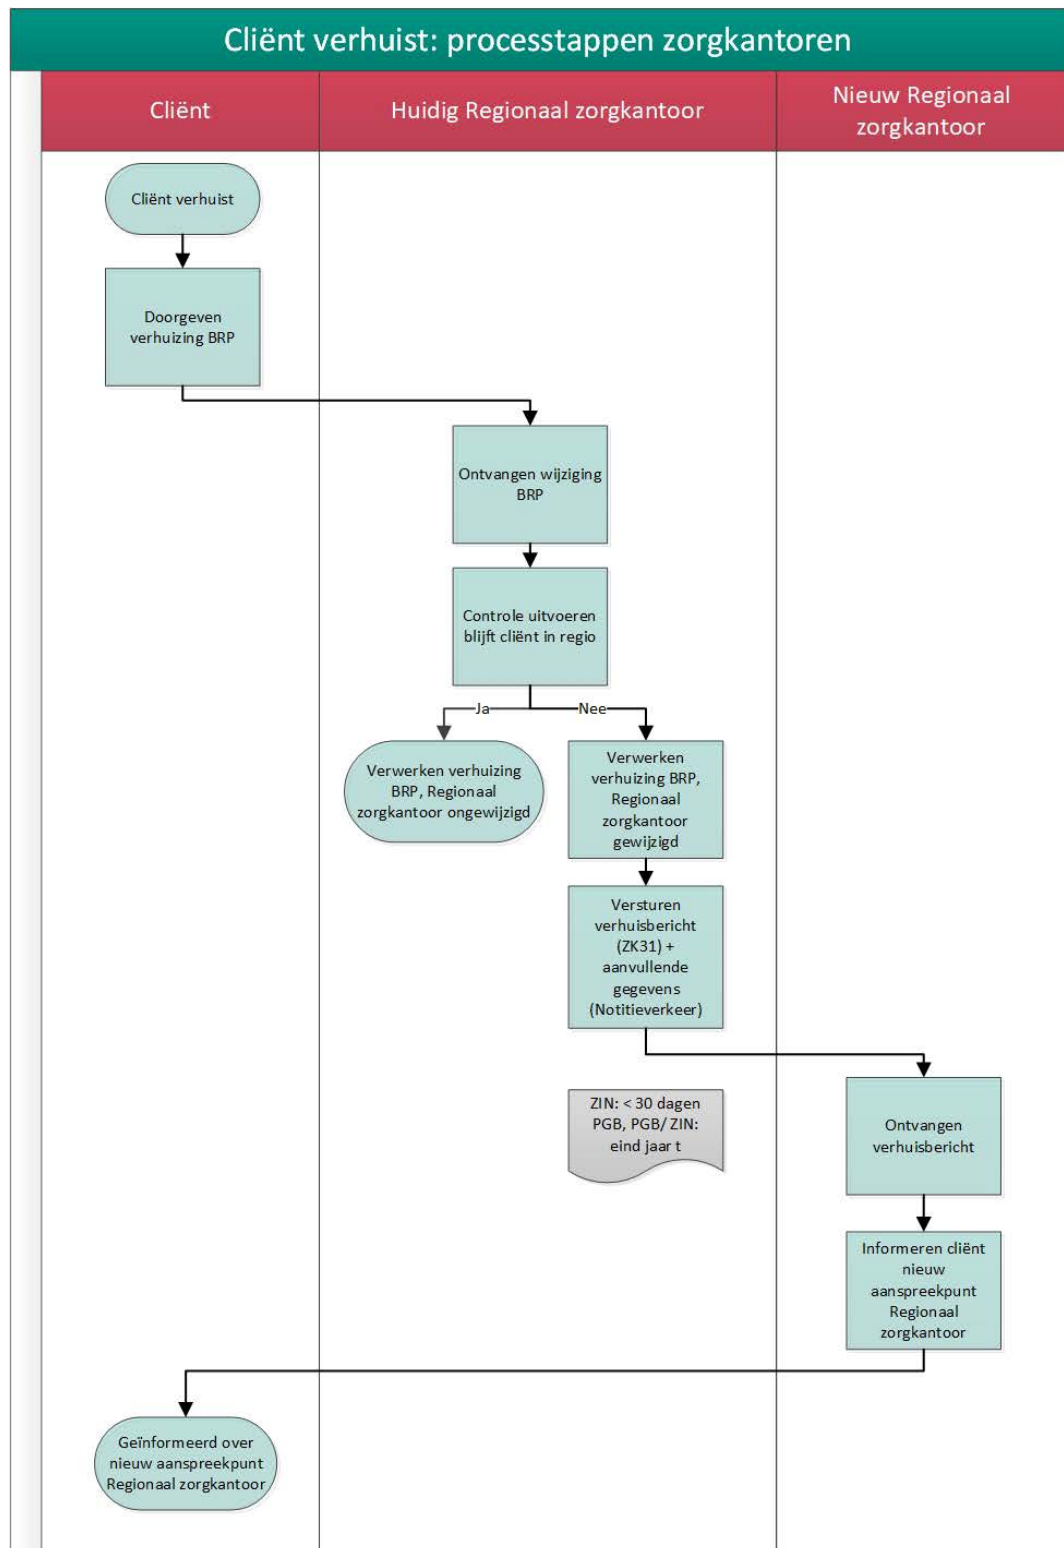 Cliënt verhuist: processtappen zorgkantoren
Cliënt
Huidig Regionaal zorgkantoor
Nieuw Regionaal
zorgkantoor
Cliënt verhuist
Doorgeven
verhuizing BRP
Ontvangen wijziging
BRP
Controle uitvoeren
blijft cliënt in regio
Ja
Nee
Verwerken verhuizing
BRP, Regionaal
zorgkantoor ongewijzigd
Verwerken
verhuizing BRP,
Regionaal
zorgkantoor
gewijzigd
Versturen
verhuisbericht
(ZK31) +
aanvullende
gegevens
(Notitieverkeer)
ZIN: < 30 dagen
PGB, PGB/ ZIN:
eind jaar t
Ontvangen
verhuisbericht
Informeren cliënt
nieuw
aanspreekpunt
Regionaal
zorgkantoor
Geïnformeerd over
nieuw aanspreekpunt
Regionaal zorgkantoor